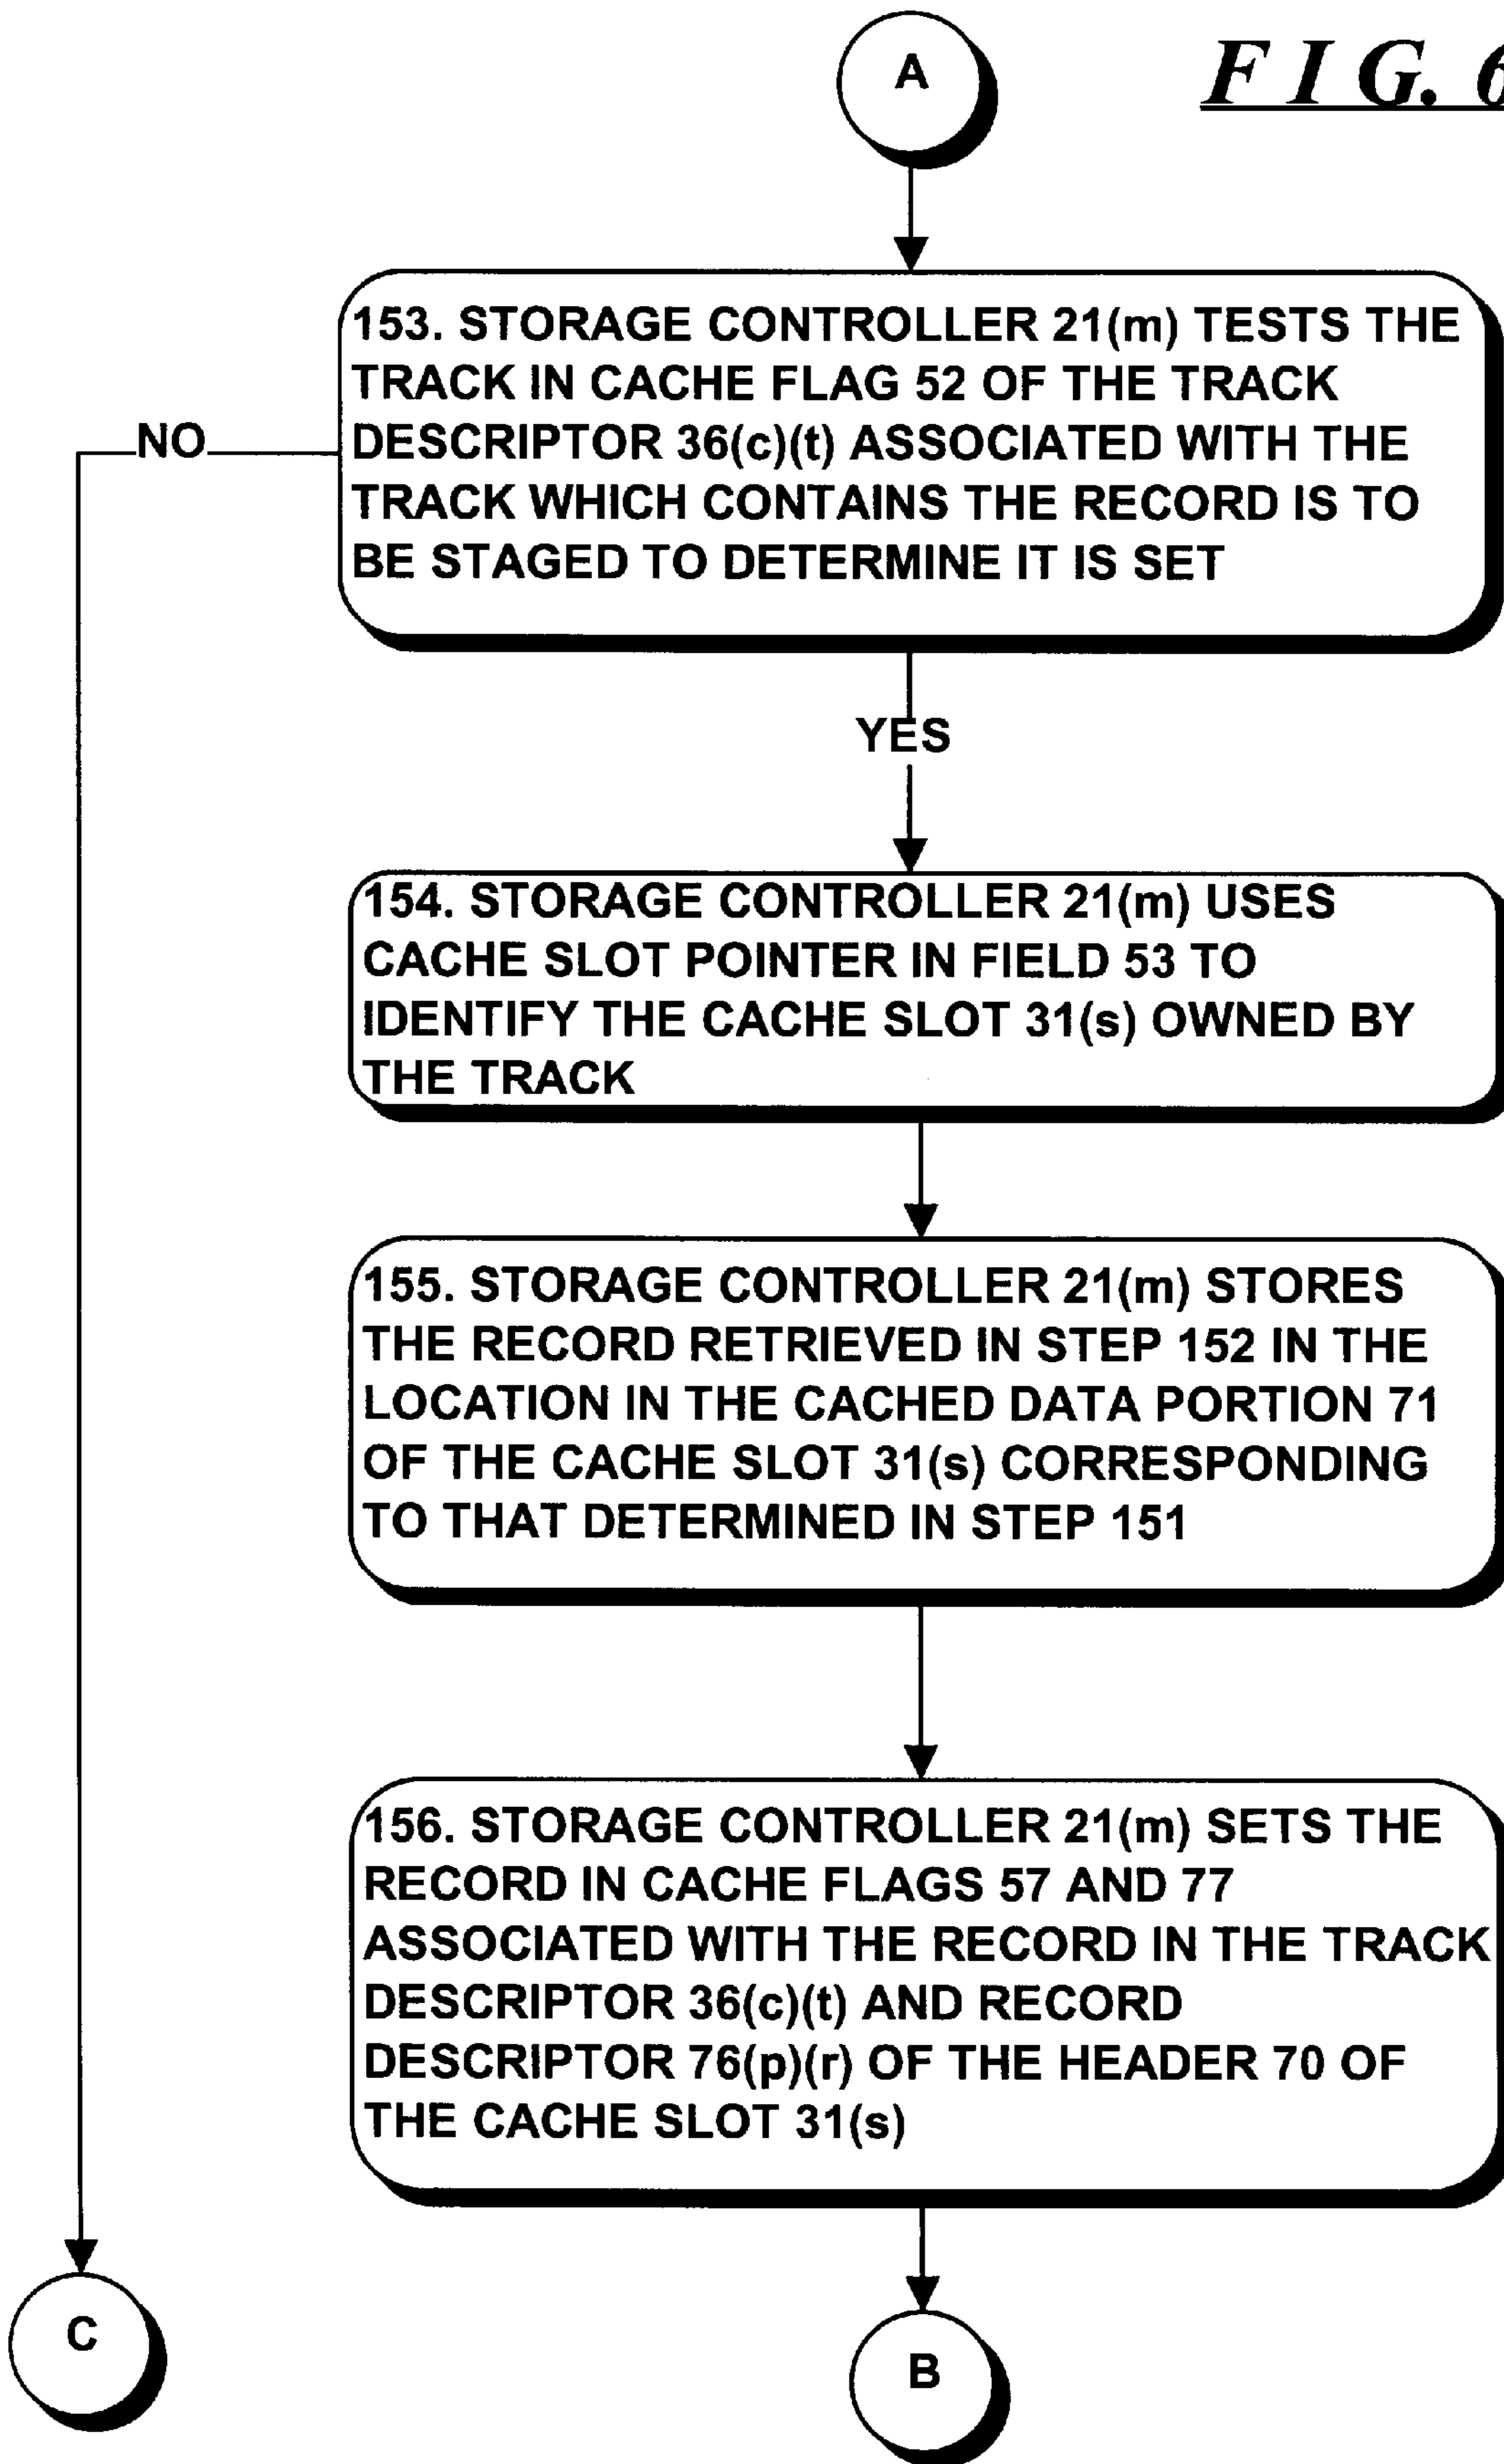 A
F I G. 6
153. STORAGE CONTROLLER 21(m) TESTS THE
TRACK IN CACHE FLAG 52 OF THE TRACK
DESCRIPTOR 36(c)(t) ASSOCIATED WITH THE
TRACK WHICH CONTAINS THE RECORD IS TO
BE STAGED TO DETERMINE IT IS SET
NO
YES
154. STORAGE CONTROLLER 21(m) USES
CACHE SLOT POINTER IN FIELD 53 TO
IDENTIFY THE CACHE SLOT 31(s) OWNED BY
THE TRACK
155. STORAGE CONTROLLER 21(m) STORES
THE RECORD RETRIEVED IN STEP 152 IN THE
LOCATION IN THE CACHED DATA PORTION 71
OF THE CACHE SLOT 31(s) CORRESPONDING
TO THAT DETERMINED IN STEP 151
156. STORAGE CONTROLLER 21(m) SETS THE
RECORD IN CACHE FLAGS 57 AND 77
ASSOCIATED WITH THE RECORD IN THE TRACK
DESCRIPTOR 36(c)(t) AND RECORD
DESCRIPTOR 76(p)(r) OF THE HEADER 70 OF
THE CACHE SLOT 31(s)
C
B